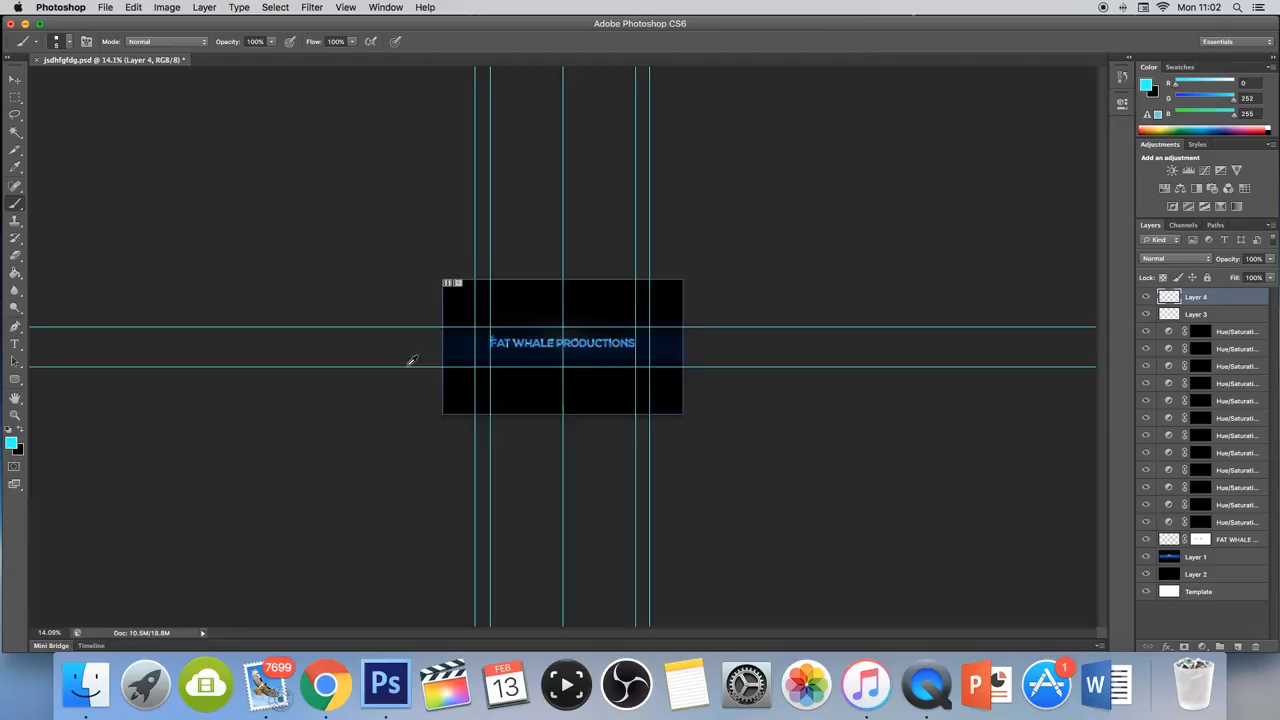 Photoshop File Edit Image Layer Type Select Filter View Window Help Mon 11:02
Adobe Photoshop CS6
5 Mode: Normal Opacity: 100% Flow: 100% Essentials
jsdhfgfdg.psd @ 14.1% (Layer 4, RGB/8) *
Color Swatches
R 0
G 252
B 255
Adjustments Styles
Add an adjustment
Layers Channels Paths
Kind
Normal Opacity: 100%
Lock: Fill: 100%
Layer 4
Layer 3
Hue/Saturati...
Hue/Saturati...
Hue/Saturati...
Hue/Saturati...
Hue/Saturati...
Hue/Saturati...
Hue/Saturati...
Hue/Saturati...
Hue/Saturati...
Hue/Saturati...
Hue/Saturati...
Hue/Saturati...
FAT WHALE ...
Layer 1
Layer 2
Template
FAT WHALE PRODUCTIONS
14.09% Doc: 10.5M/18.8M
Mini Bridge Timeline
7699
Ps
FEB
13
P
1
W